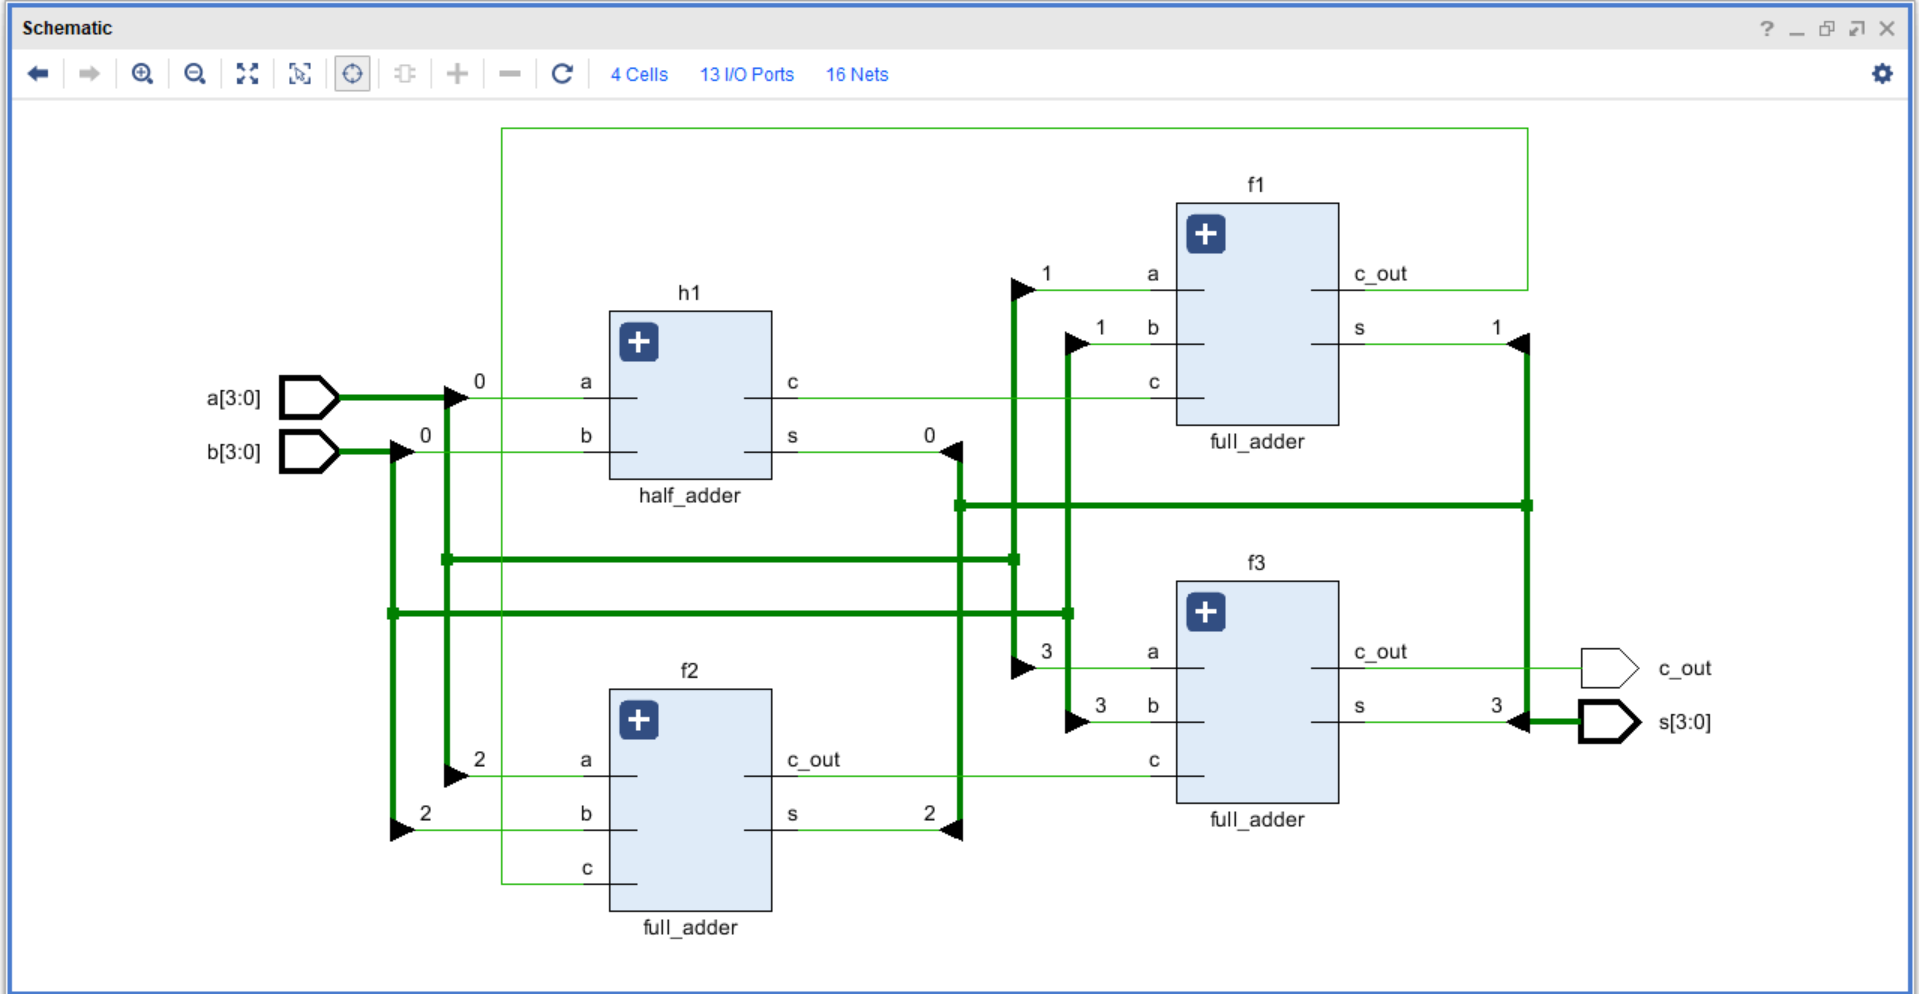 Schematic
4 Cells 13 I/O Ports 16 Nets
f1
1 a c_out
h1
1 b s 1
a[3:0] 0 a c c
b[3:0] 0 b s 0
full_adder
half_adder
f3
3 a c_out c_out
f2
3 b s 3 s[3:0]
2 a c_out c
2 b s 2
full_adder
c
full_adder